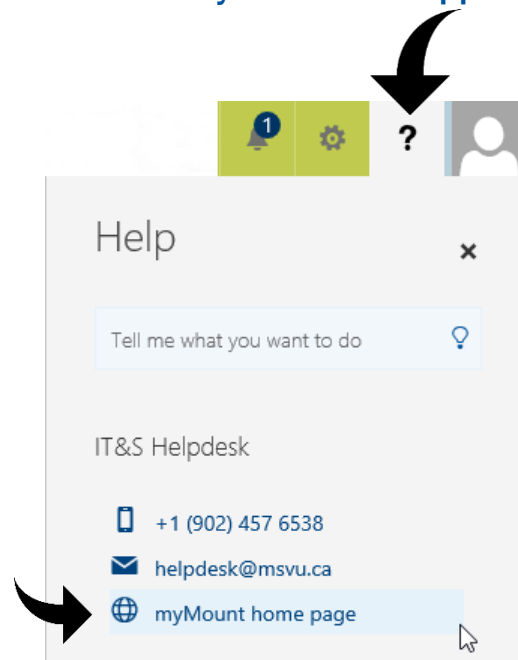 1
?
Help
×
Tell me what you want to do
IT&S Helpdesk
+1 (902) 457 6538
helpdesk@msvu.ca
myMount home page